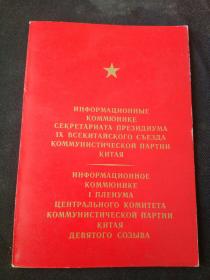 ИНФОРМАЦИОННЫЕ
КОММЮНИКЕ
СЕКРЕТАРИАТА ПРЕЗИДИУМА
IX ВСЕКИТАЙСКОГО СЪЕЗДА
КОММУНИСТИЧЕСКОЙ ПАРТИИ
КИТАЯ
ИНФОРМАЦИОННОЕ
КОММЮНИКЕ
I ПЛЕНУМА
ЦЕНТРАЛЬНОГО КОМИТЕТА
КОММУНИСТИЧЕСКОЙ ПАРТИИ
КИТАЯ
ДЕВЯТОГО СОЗЫВА